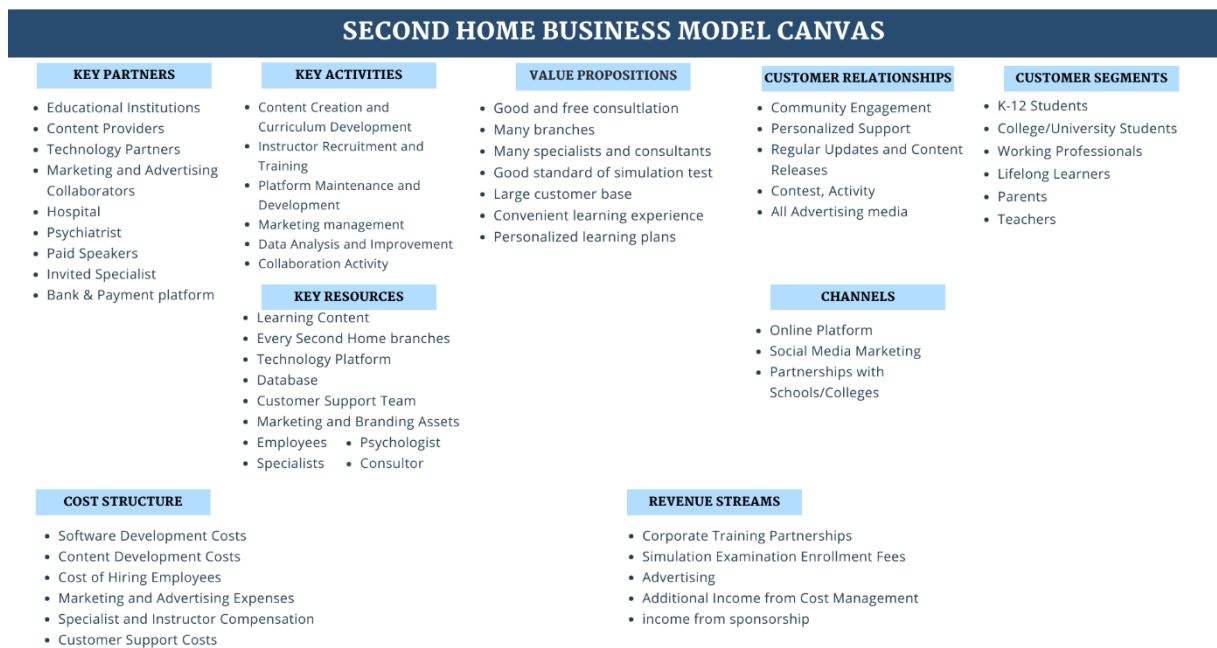 SECOND HOME BUSINESS MODEL CANVAS
KEY PARTNERS
• Educational Institutions
• Content Providers
• Technology Partners
• Marketing and Advertising
Collaborators
• Hospital
• Psychiatrist
• Paid Speakers
• Invited Specialist
• Bank & Payment platform
KEY ACTIVITIES
• Content Creation and
Curriculum Development
• Instructor Recruitment and
Training
• Platform Maintenance and
Development
• Marketing management
• Data Analysis and Improvement
• Collaboration Activity
KEY RESOURCES
• Learning Content
• Every Second Home branches
• Technology Platform
• Database
• Customer Support Team
• Marketing and Branding Assets
• Employees • Psychologist
• Specialists • Consultor
VALUE PROPOSITIONS
• Good and free consultlation
• Many branches
• Many specialists and consultants
• Good standard of simulation test
• Large customer base
• Convenient learning experience
• Personalized learning plans
CUSTOMER RELATIONSHIPS
• Community Engagement
• Personalized Support
• Regular Updates and Content
Releases
• Contest, Activity
• All Advertising media
CHANNELS
• Online Platform
• Social Media Marketing
• Partnerships with
Schools/Colleges
CUSTOMER SEGMENTS
• K-12 Students
• College/University Students
• Working Professionals
• Lifelong Learners
• Parents
• Teachers
COST STRUCTURE
• Software Development Costs
• Content Development Costs
• Cost of Hiring Employees
• Marketing and Advertising Expenses
• Specialist and Instructor Compensation
• Customer Support Costs
REVENUE STREAMS
• Corporate Training Partnerships
• Simulation Examination Enrollment Fees
• Advertising
• Additional Income from Cost Management
• income from sponsorship